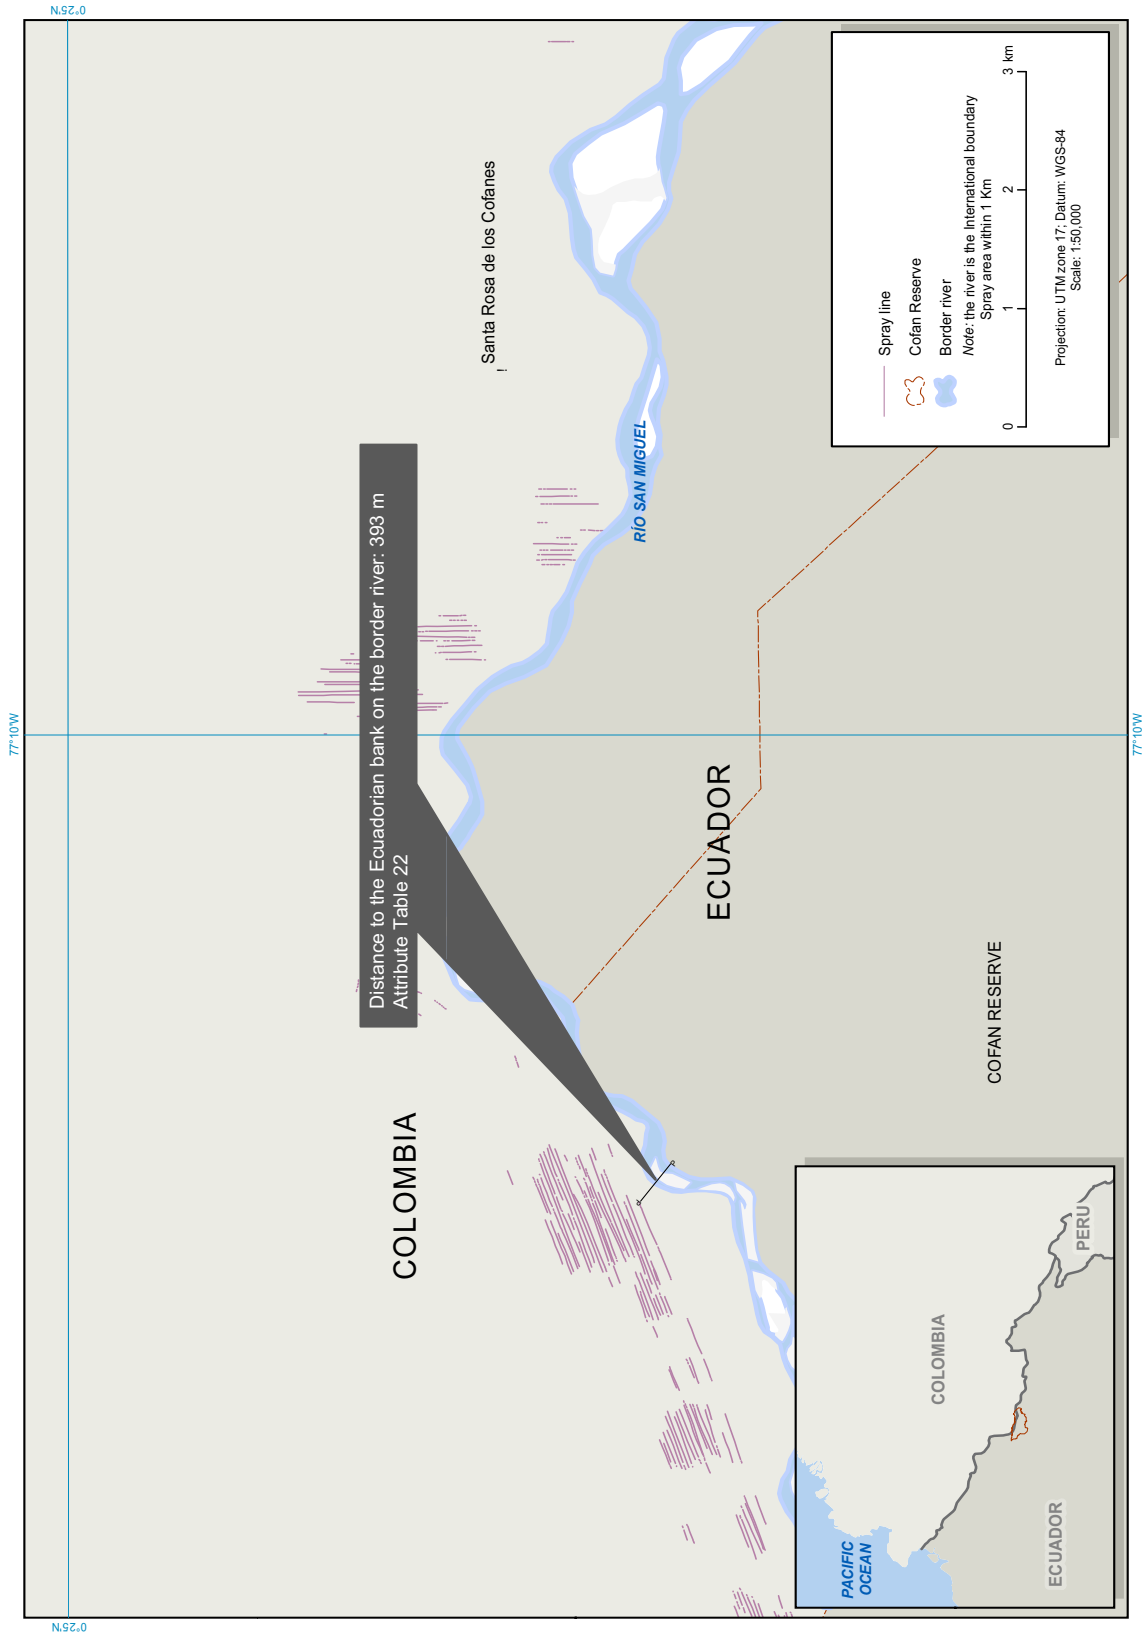 77°10'W
0°25'N
0°25'N
Distance to the Ecuadorian bank on the border river: 393 m
Attribute Table 22
COLOMBIA
Santa Rosa de los Cofanes
!
RÍO SAN MIGUEL
ECUADOR
COFAN RESERVE
PACIFIC
OCEAN
COLOMBIA
ECUADOR
PERU
Spray line
Cofan Reserve
Border river
Note: the river is the International boundary
Spray area within 1 Km
0 1 2 3 km
Projection: UTM zone 17; Datum: WGS-84
Scale: 1:50,000
77°10'W